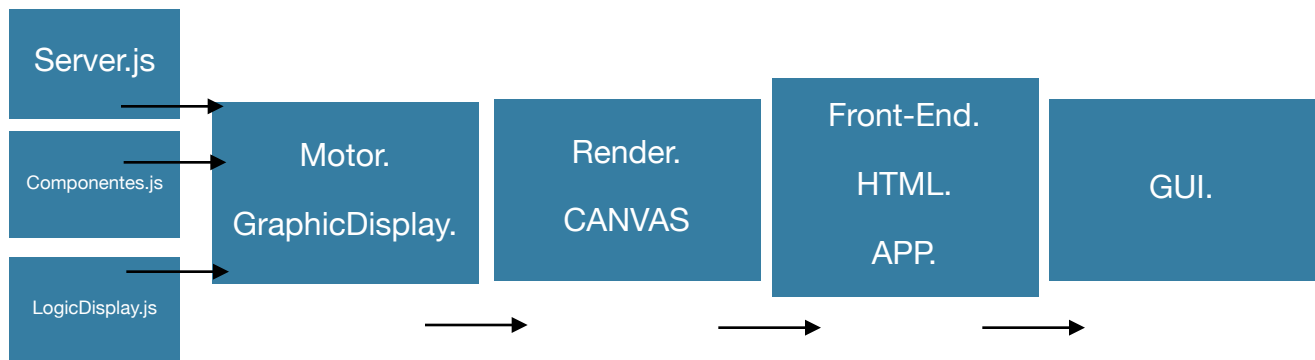 Server.js
Componentes.js
LogicDisplay.js
Motor.
GraphicDisplay.
Render.
CANVAS
Front-End.
HTML.
APP.
GUI.